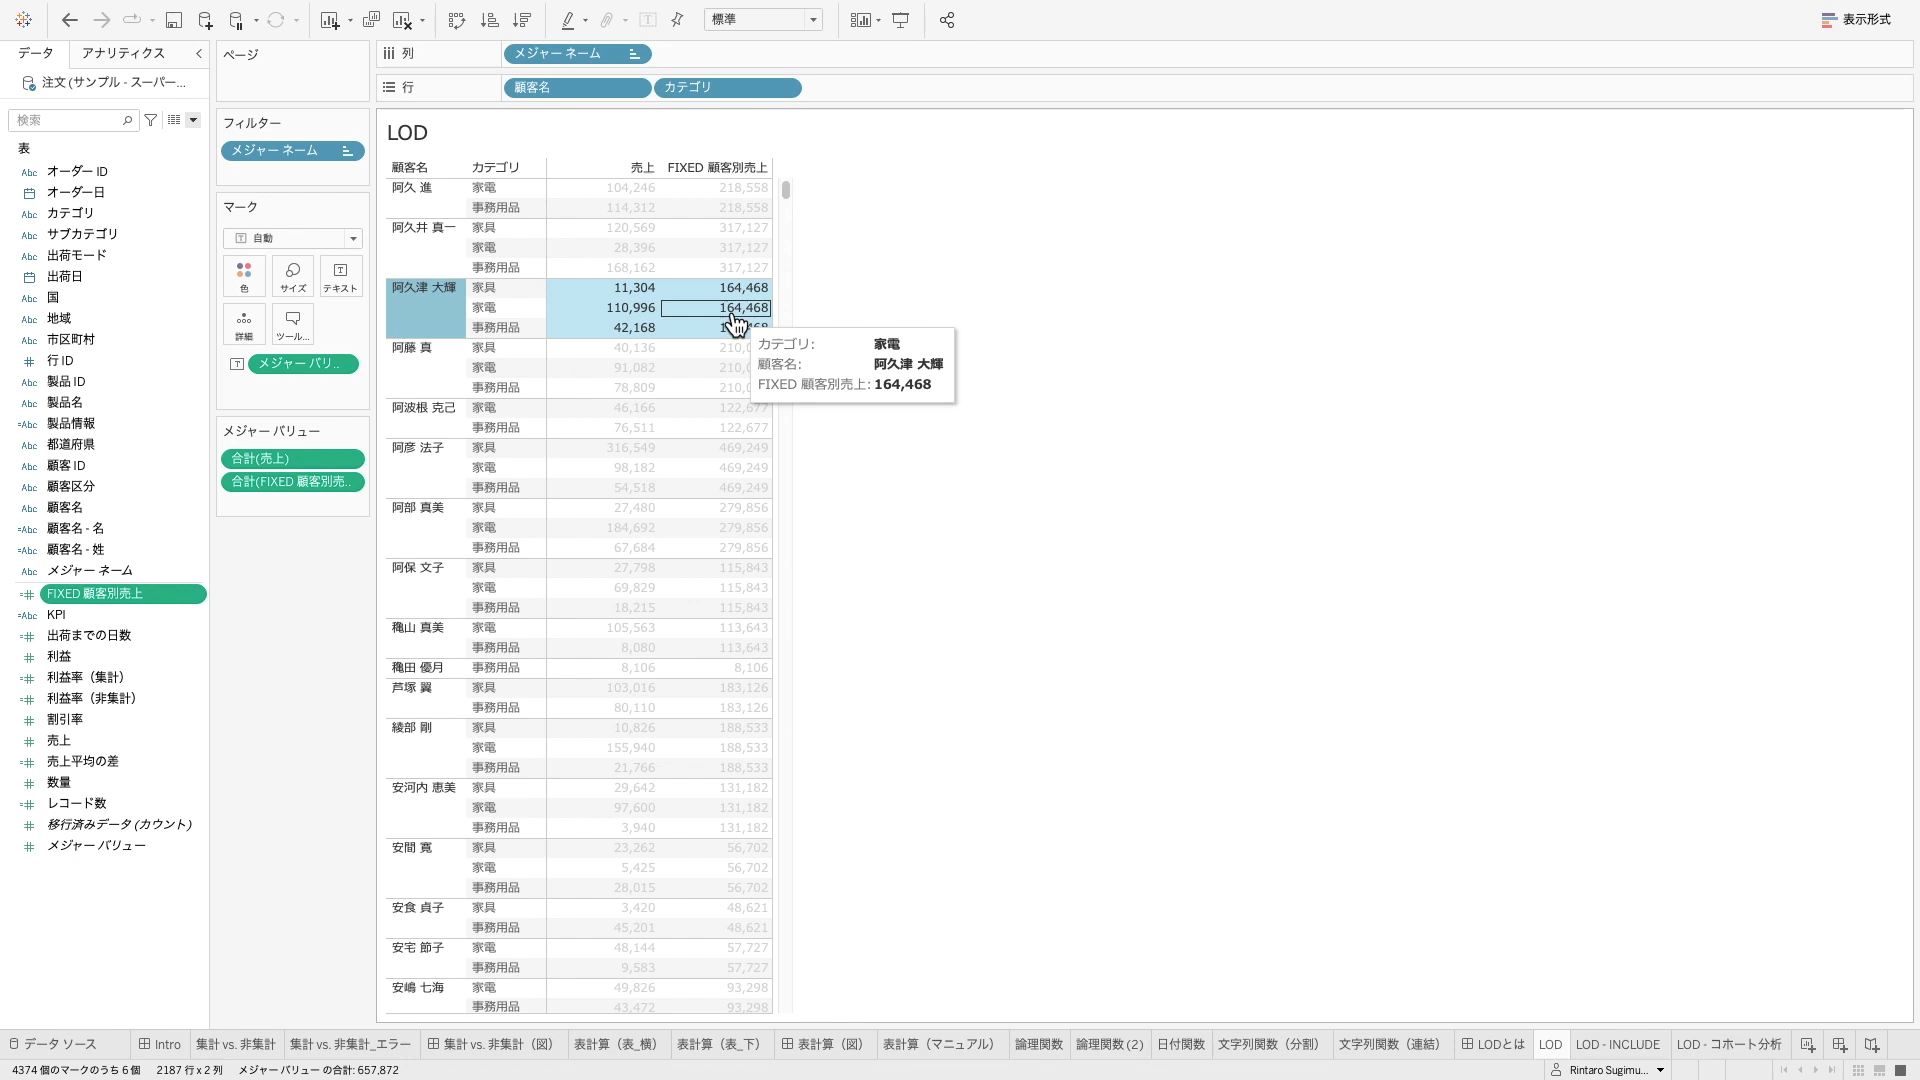 標準
表示形式
データ
アナリティクス
注文 (サンプル - スーパー...
検索
表
Abc オーダー ID
オーダー日
Abc カテゴリ
Abc サブカテゴリ
Abc 出荷モード
出荷日
Abc 国
Abc 地域
Abc 市区町村
# 行 ID
Abc 製品 ID
Abc 製品名
=Abc 製品情報
Abc 都道府県
Abc 顧客 ID
Abc 顧客区分
Abc 顧客名
=Abc 顧客名 - 名
=Abc 顧客名 - 姓
Abc メジャー ネーム
=# FIXED 顧客別売上
=Abc KPI
=# 出荷までの日数
# 利益
=# 利益率（集計）
=# 利益率（非集計）
# 割引率
# 売上
=# 売上平均の差
# 数量
=# レコード数
# 移行済みデータ (カウント)
# メジャー バリュー
ページ
フィルター
メジャー ネーム
マーク
自動
色 サイズ テキスト
詳細 ツール...
メジャー バリ..
メジャー バリュー
合計(売上)
合計(FIXED 顧客別売..
列 メジャー ネーム
行 顧客名 カテゴリ
LOD
顧客名 カテゴリ 売上 FIXED 顧客別売上
阿久 進 家電 104,246 218,558
事務用品 114,312 218,558
阿久井 真一 家具 120,569 317,127
家電 28,396 317,127
事務用品 168,162 317,127
阿久津 大輝 家具 11,304 164,468
家電 110,996 164,468
事務用品 42,168
阿藤 真 家具 40,136
家電 91,082
事務用品 78,809
阿波根 克己 家電 46,166 122,677
事務用品 76,511 122,677
阿彦 法子 家具 316,549 469,249
家電 98,182 469,249
事務用品 54,518 469,249
阿部 真美 家具 27,480 279,856
家電 184,692 279,856
事務用品 67,684 279,856
阿保 文子 家具 27,798 115,843
家電 69,829 115,843
事務用品 18,215 115,843
穐山 真美 家電 105,563 113,643
事務用品 8,080 113,643
穐田 優月 事務用品 8,106 8,106
芦塚 翼 家具 103,016 183,126
事務用品 80,110 183,126
綾部 剛 家具 10,826 188,533
家電 155,940 188,533
事務用品 21,766 188,533
安河内 恵美 家具 29,642 131,182
家電 97,600 131,182
事務用品 3,940 131,182
安間 寛 家具 23,262 56,702
家電 5,425 56,702
事務用品 28,015 56,702
安食 貞子 家具 3,420 48,621
事務用品 45,201 48,621
安宅 節子 家電 48,144 57,727
事務用品 9,583 57,727
安嶋 七海 家電 49,826 93,298
事務用品 43,472 93,298
カテゴリ: 家電
顧客名: 阿久津 大輝
FIXED 顧客別売上: 164,468
データ ソース Intro 集計 vs. 非集計 集計 vs. 非集計_エラー 集計 vs. 非集計（図） 表計算（表_横） 表計算（表_下） 表計算（図） 表計算（マニュアル） 論理関数 論理関数 (2) 日付関数 文字列関数（分割） 文字列関数（連結） LODとは LOD LOD - INCLUDE LOD - コホート分析
4374 個のマークのうち 6 個 2187 行 x 2 列 メジャー バリュー の合計: 657,872 Rintaro Sugimu...